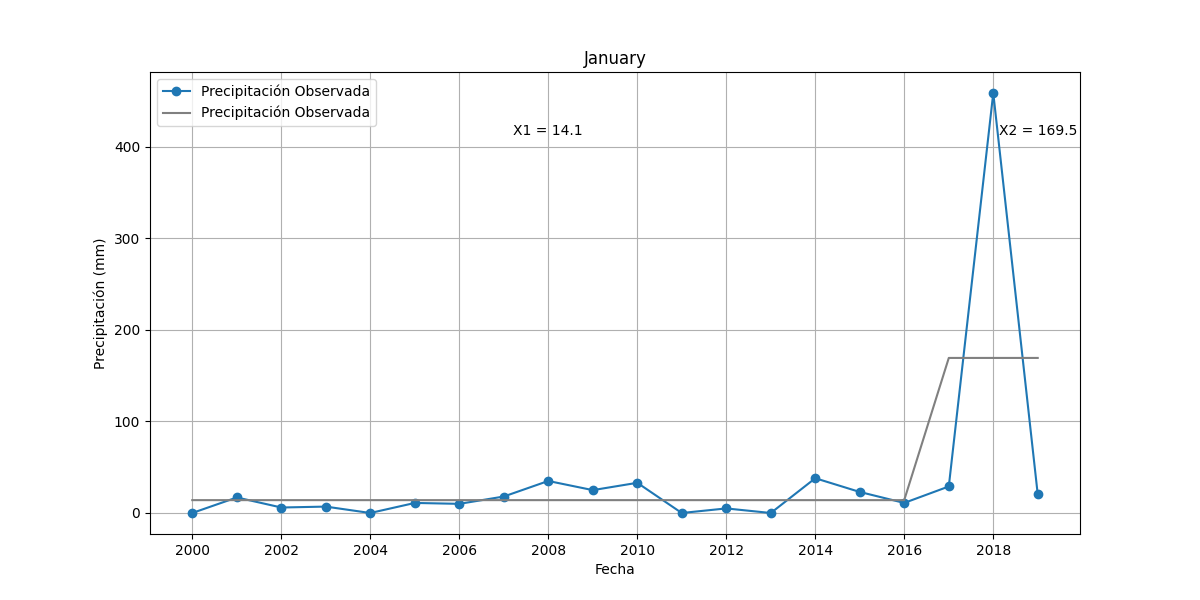 January
Precipitación Observada
Precipitación Observada
X1 = 14.1
X2 = 169.5
Precipitación (mm)
400
300
200
100
0
2000 2002 2004 2006 2008 2010 2012 2014 2016 2018
Fecha